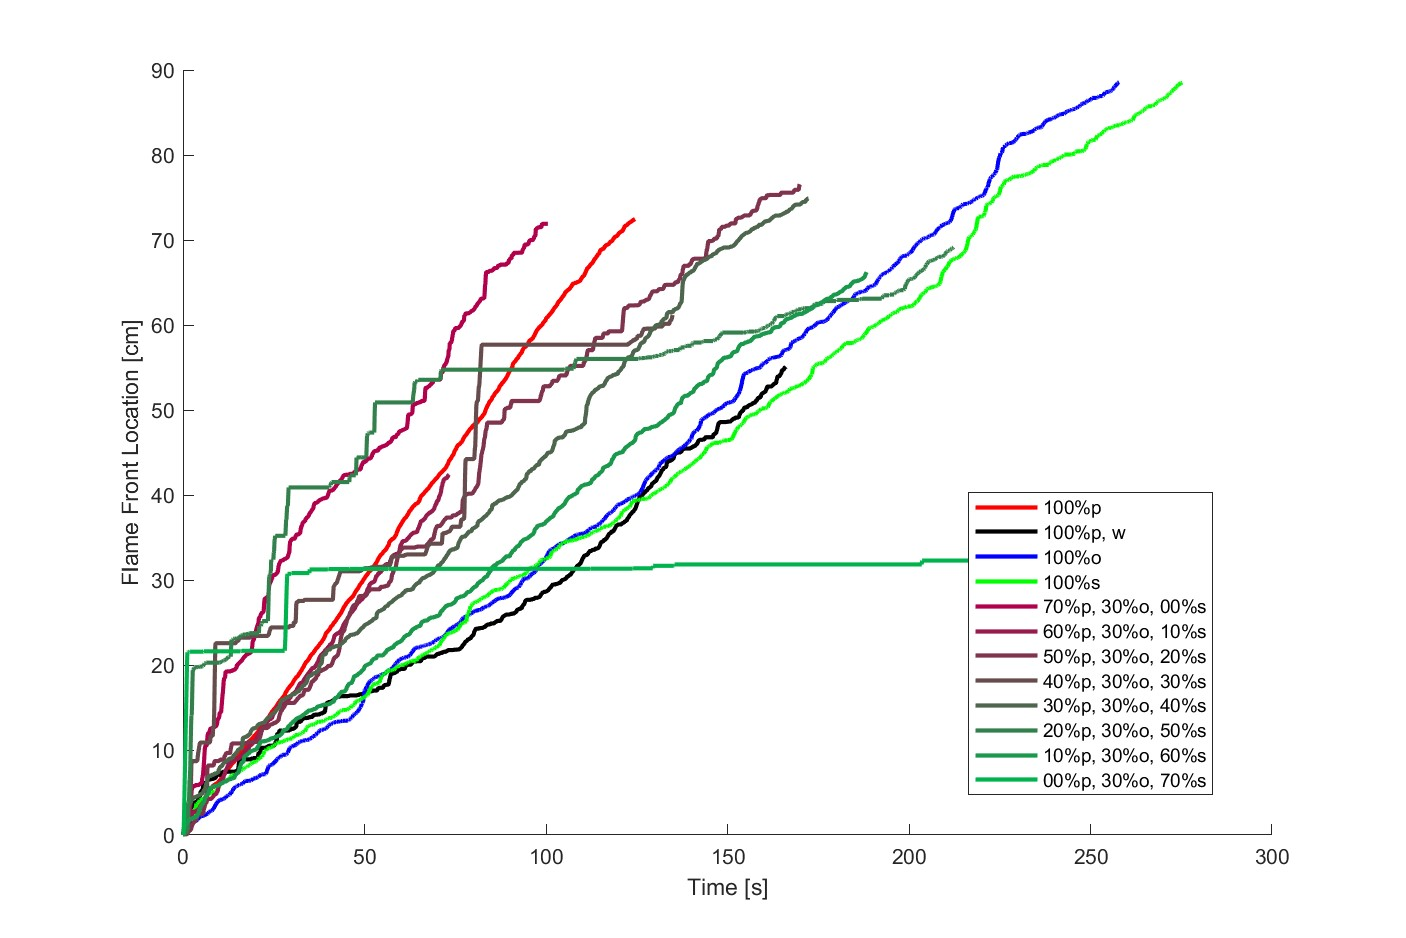 90
80
70
60
50
40
30
20
10
0
Flame Front Location [cm]
0 50 100 150 200 250 300
Time [s]
100%p
100%p, w
100%o
100%s
70%p, 30%o, 00%s
60%p, 30%o, 10%s
50%p, 30%o, 20%s
40%p, 30%o, 30%s
30%p, 30%o, 40%s
20%p, 30%o, 50%s
10%p, 30%o, 60%s
00%p, 30%o, 70%s